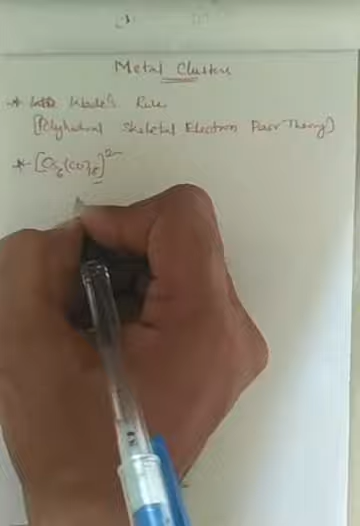 Metal Clusters
* Wade's Rule
(Polyhedral Skeletal Electron Pair Theory)
* [Os6(CO)18]2-